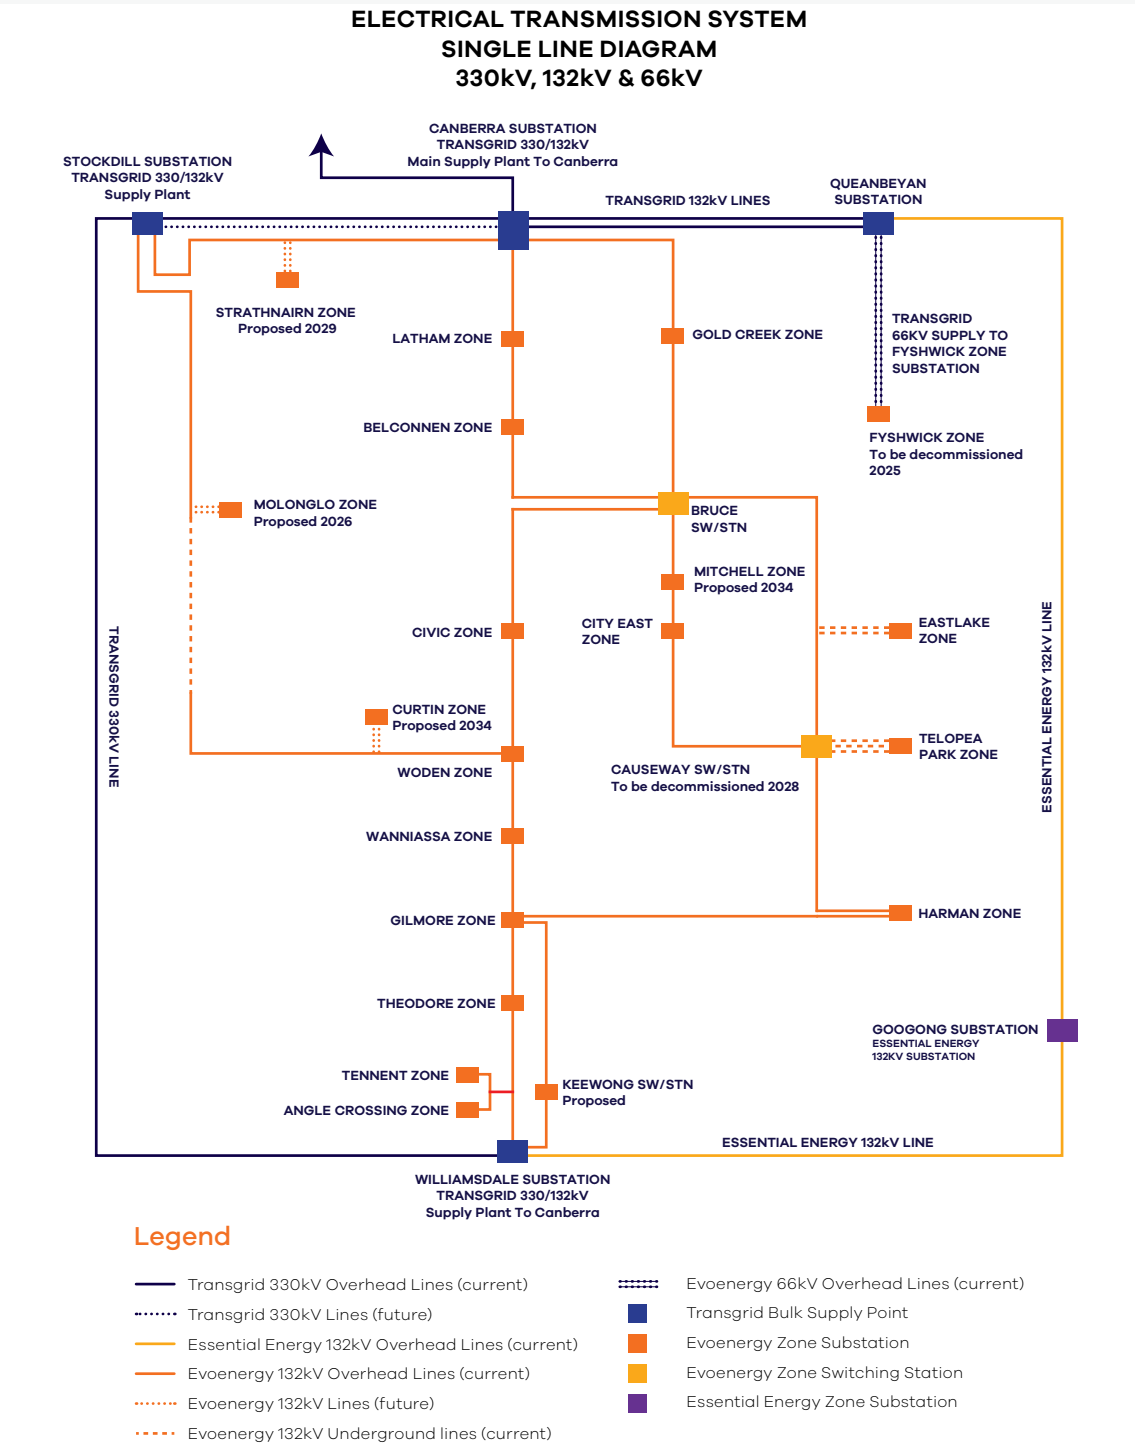 ELECTRICAL TRANSMISSION SYSTEM
SINGLE LINE DIAGRAM
330kV, 132kV & 66kV
CANBERRA SUBSTATION
TRANSGRID 330/132kV
Main Supply Plant To Canberra
STOCKDILL SUBSTATION
TRANSGRID 330/132kV
Supply Plant
TRANSGRID 132kV LINES
QUEANBEYAN
SUBSTATION
STRATHNAIRN ZONE
Proposed 2029
LATHAM ZONE
GOLD CREEK ZONE
TRANSGRID
66KV SUPPLY TO
FYSHWICK ZONE
SUBSTATION
BELCONNEN ZONE
FYSHWICK ZONE
To be decommissioned
2025
MOLONGLO ZONE
Proposed 2026
BRUCE
SW/STN
MITCHELL ZONE
Proposed 2034
CIVIC ZONE
CITY EAST
ZONE
EASTLAKE
ZONE
TRANSGRID 330kV LINE
ESSENTIAL ENERGY 132kV LINE
CURTIN ZONE
Proposed 2034
WODEN ZONE
CAUSEWAY SW/STN
To be decommissioned 2028
TELOPEA
PARK ZONE
WANNIASSA ZONE
GILMORE ZONE
HARMAN ZONE
THEODORE ZONE
GOOGONG SUBSTATION
ESSENTIAL ENERGY
132KV SUBSTATION
TENNENT ZONE
ANGLE CROSSING ZONE
KEEWONG SW/STN
Proposed
ESSENTIAL ENERGY 132kV LINE
WILLIAMSDALE SUBSTATION
TRANSGRID 330/132kV
Supply Plant To Canberra
Legend
Transgrid 330kV Overhead Lines (current)
Transgrid 330kV Lines (future)
Essential Energy 132kV Overhead Lines (current)
Evoenergy 132kV Overhead Lines (current)
Evoenergy 132kV Lines (future)
Evoenergy 132kV Underground lines (current)
Evoenergy 66kV Overhead Lines (current)
Transgrid Bulk Supply Point
Evoenergy Zone Substation
Evoenergy Zone Switching Station
Essential Energy Zone Substation